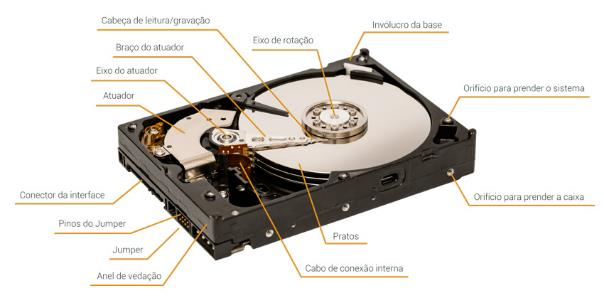 Cabeça de leitura/gravação
Invólucro da base
Braço do atuador
Eixo de rotação
Eixo do atuador
Atuador
Orifício para prender o sistema
Conector da interface
Orifício para prender a caixa
Pinos do Jumper
Pratos
Jumper
Cabo de conexão interna
Anel de vedação